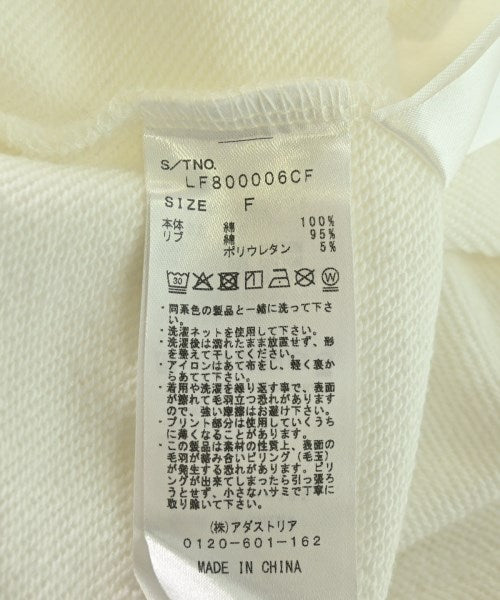 S/TNO.
LF800006CF
SIZE F
本体 綿 100%
リブ 綿 95%
ポリウレタン 5%
30 W
・同系色の製品と一緒に洗って下さ
い。
・洗濯ネットを使用して下さい。
・洗濯後は濡れたまま放置せず、形
を整えて干してください。
・アイロンはあて布をし、軽く裏か
らあてて下さい。
・着用や洗濯を繰り返す事で、表面
が擦れて毛羽立つ恐れがあります
ので、強い摩擦はお避け下さい。
・プリント部分は使用していくうち
に薄くなることがあります。
・この製品は素材の性質上、表面の
毛羽が絡み合いピリング(毛玉)
が発生する恐れがあります。ピリ
ングが出来てしまったら引っ張ろ
うとせず、小さなハサミで丁寧に
取り除いて下さい。
(株)アダストリア
0120-601-162
MADE IN CHINA